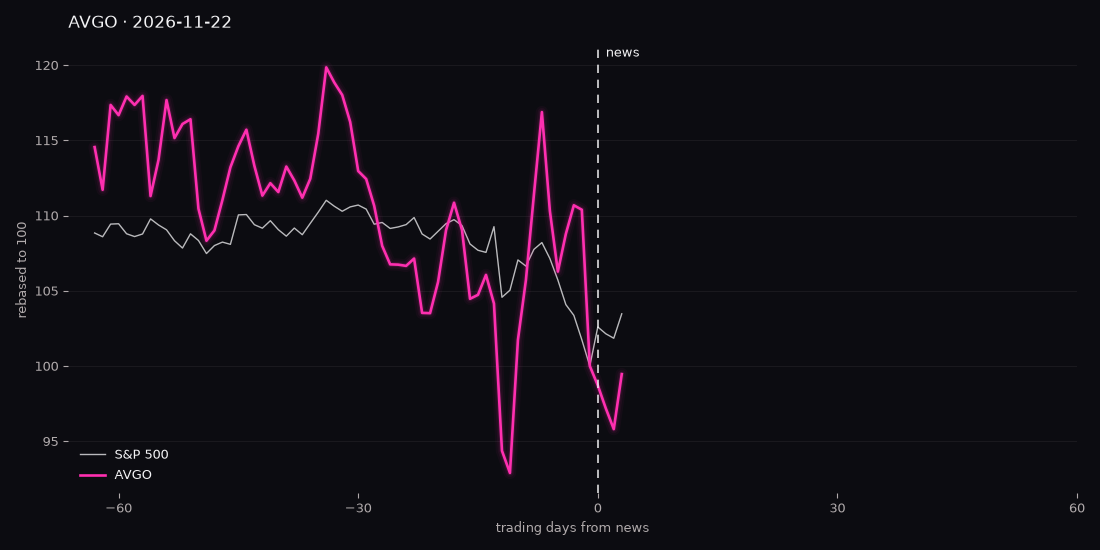 AVGO · 2026-11-22
news
120
115
110
105
100
95
rebased to 100
S&P 500
AVGO
−60
−30
0
30
60
trading days from news